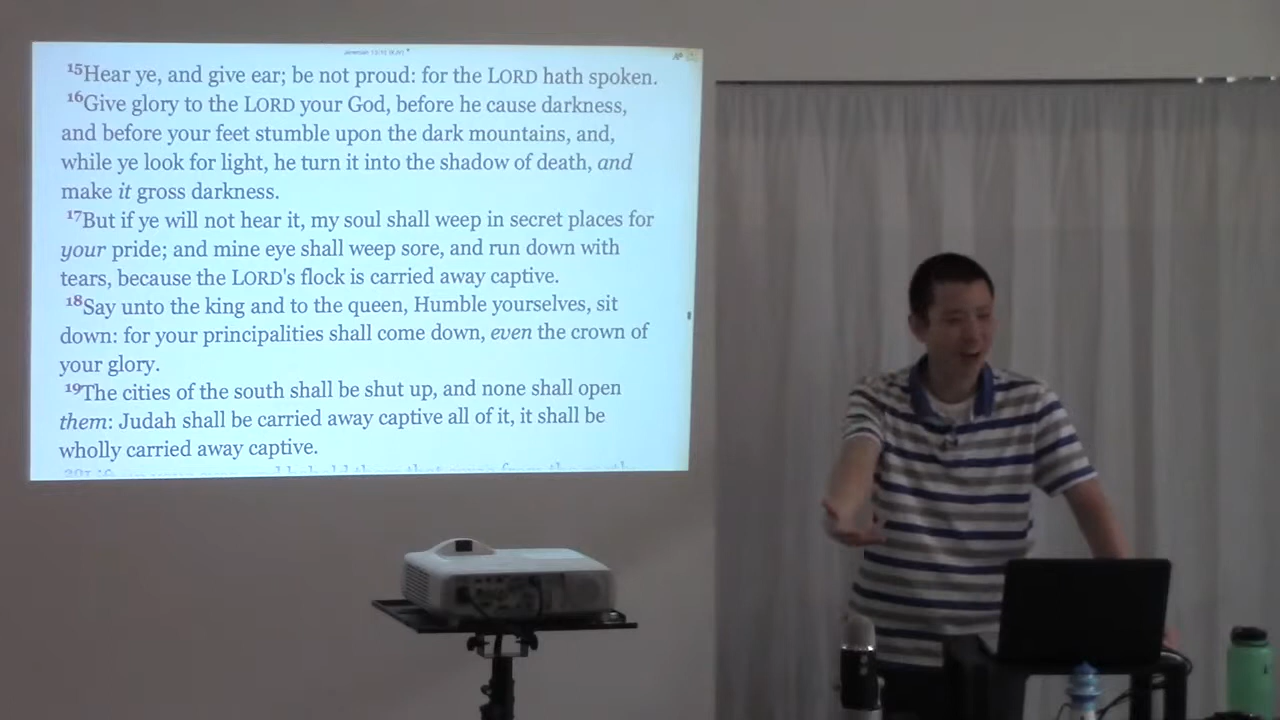 Jeremiah 13:15 (KJV)
15Hear ye, and give ear; be not proud: for the LORD hath spoken.
16Give glory to the LORD your God, before he cause darkness,
and before your feet stumble upon the dark mountains, and,
while ye look for light, he turn it into the shadow of death, and
make it gross darkness.
17But if ye will not hear it, my soul shall weep in secret places for
your pride; and mine eye shall weep sore, and run down with
tears, because the LORD's flock is carried away captive.
18Say unto the king and to the queen, Humble yourselves, sit
down: for your principalities shall come down, even the crown of
your glory.
19The cities of the south shall be shut up, and none shall open
them: Judah shall be carried away captive all of it, it shall be
wholly carried away captive.